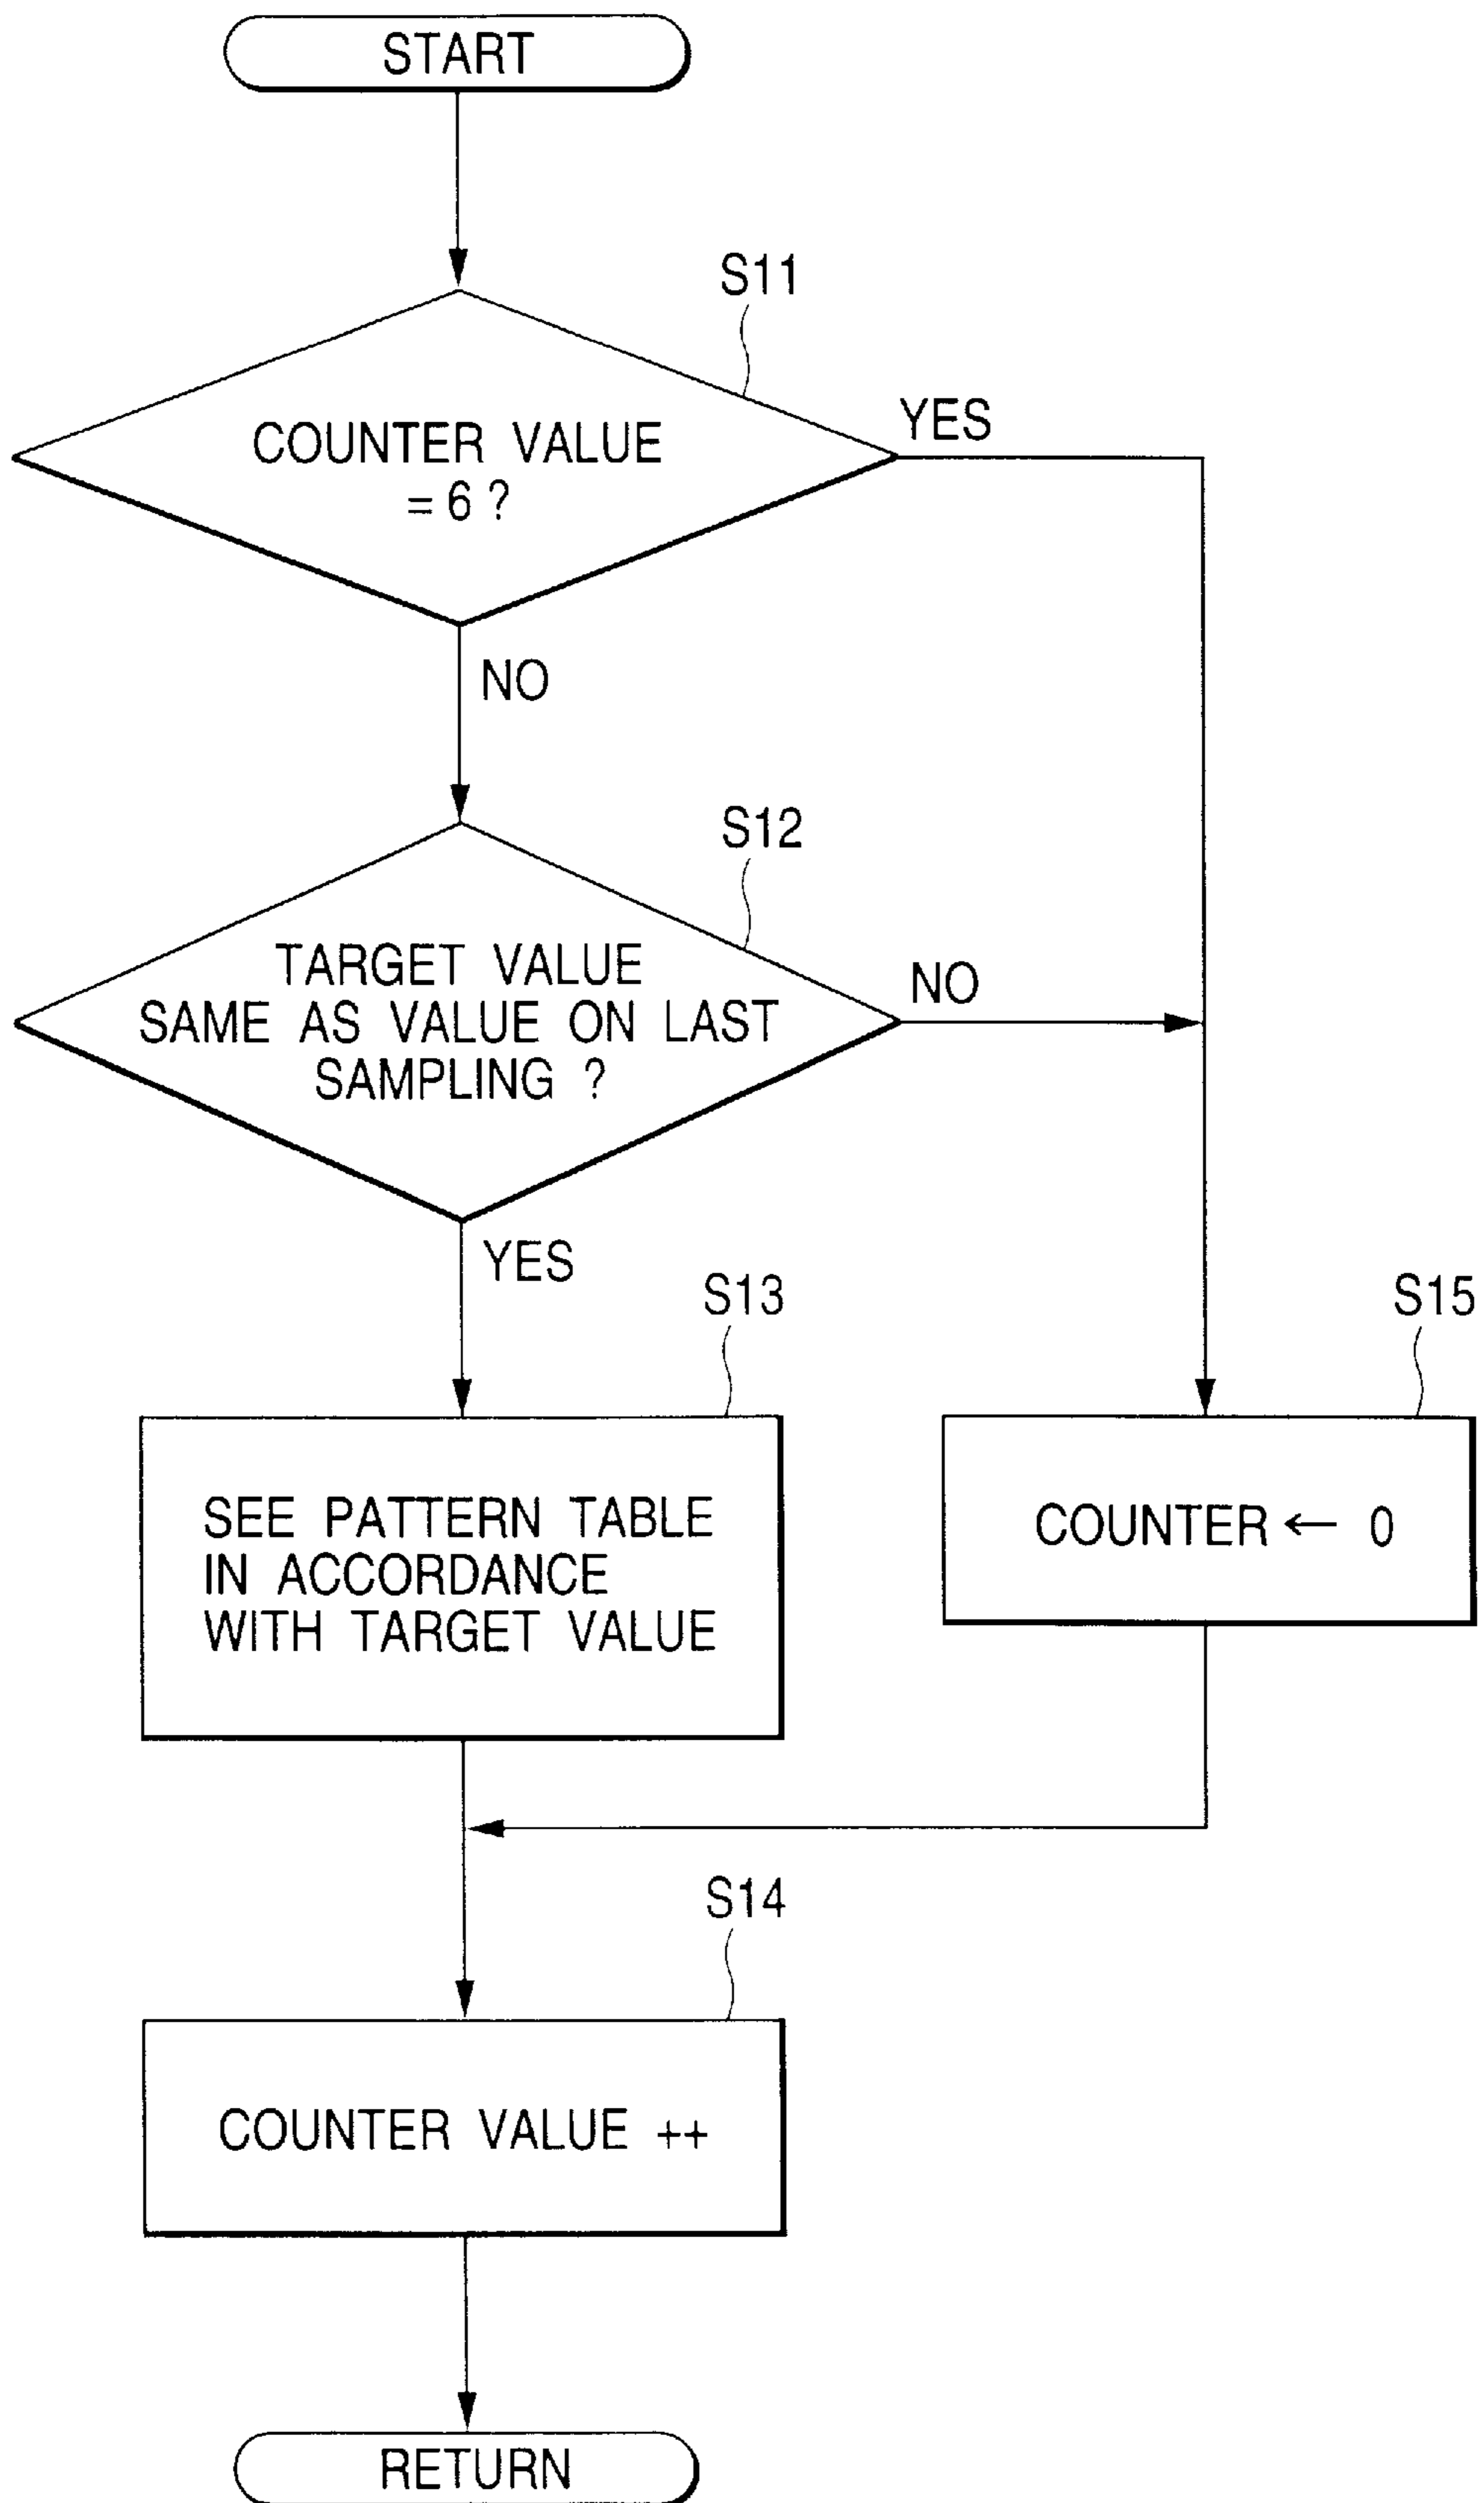 START
S11
COUNTER VALUE
= 6 ?
YES
NO
S12
TARGET VALUE
SAME AS VALUE ON LAST
SAMPLING ?
NO
YES
S13
SEE PATTERN TABLE
IN ACCORDANCE
WITH TARGET VALUE
S15
COUNTER ← 0
S14
COUNTER VALUE ++
RETURN